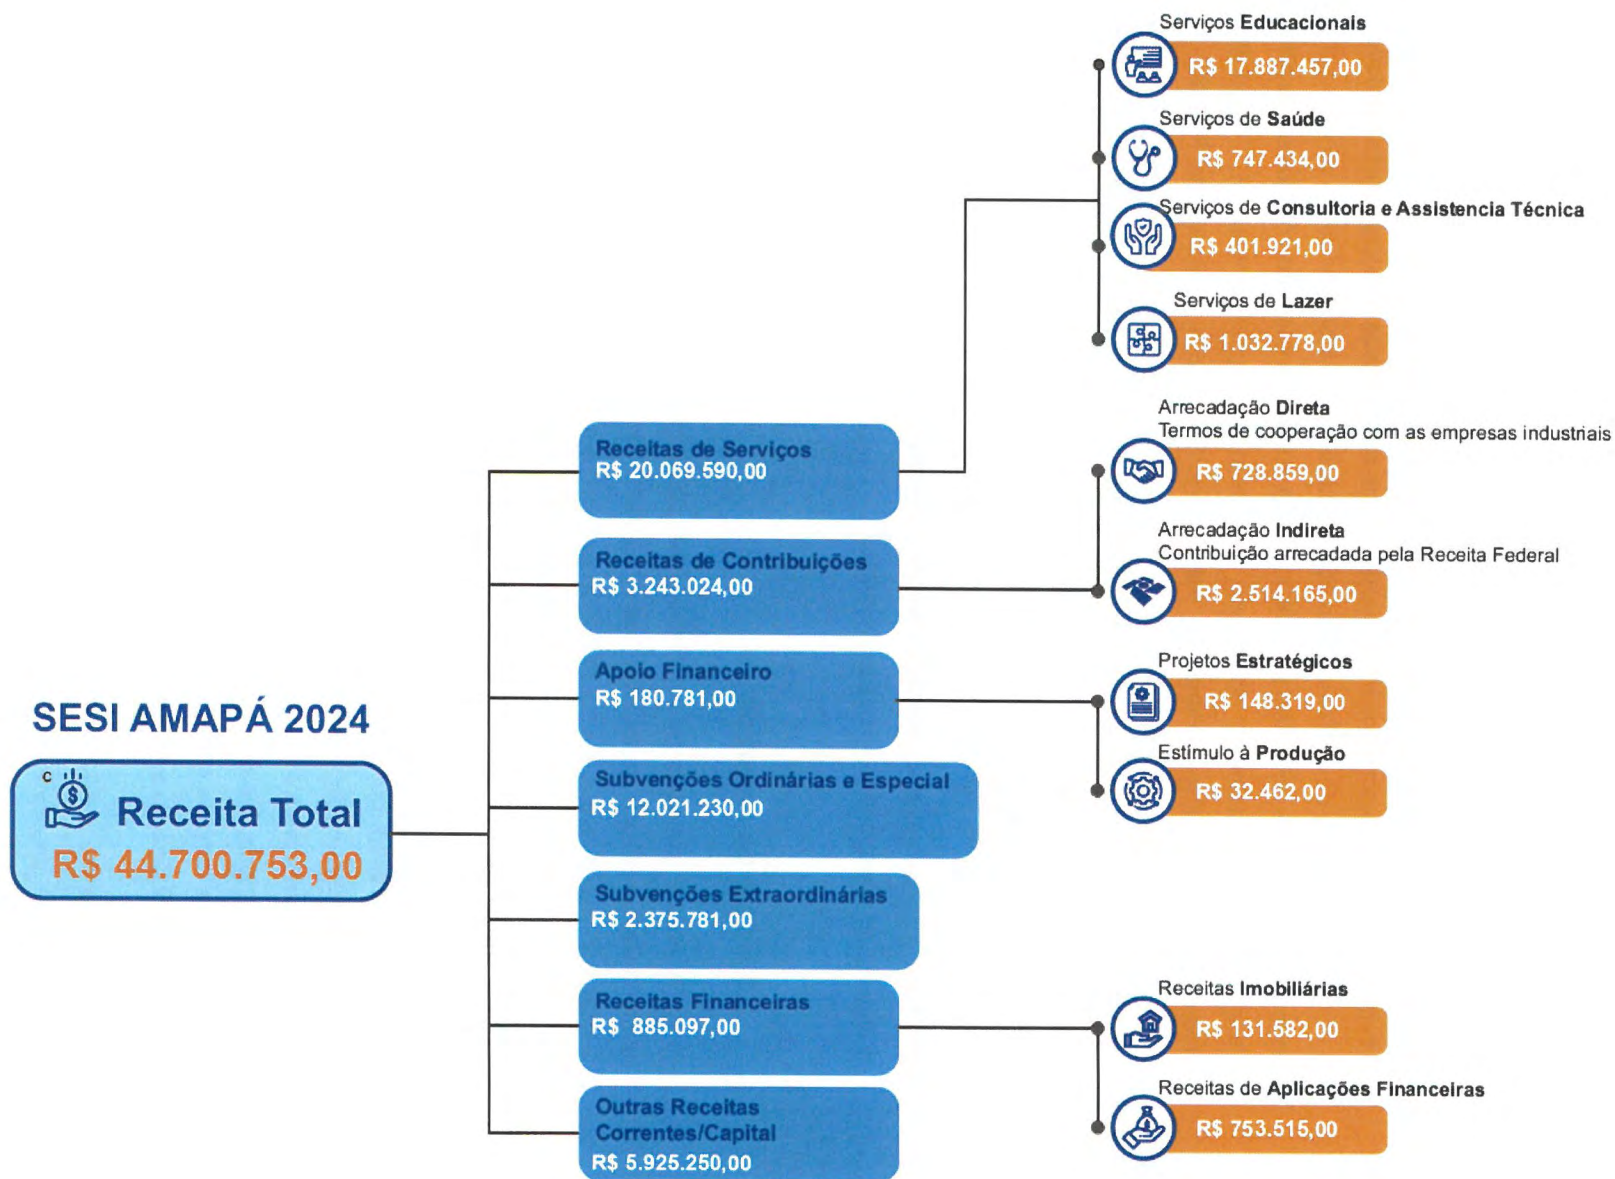 SESI AMAPÁ 2024
C
Receita Total
R$ 44.700.753,00
Receitas de Serviços
R$ 20.069.590,00
Receitas de Contribuições
R$ 3.243.024,00
Apoio Financeiro
R$ 180.781,00
Subvenções Ordinárias e Especial
R$ 12.021.230,00
Subvenções Extraordinárias
R$ 2.375.781,00
Receitas Financeiras
R$ 885.097,00
Outras Receitas
Correntes/Capital
R$ 5.925.250,00
Serviços Educacionais
R$ 17.887.457,00
Serviços de Saúde
R$ 747.434,00
Serviços de Consultoria e Assistencia Técnica
R$ 401.921,00
Serviços de Lazer
R$ 1.032.778,00
Arrecadação Direta
Termos de cooperação com as empresas industriais
R$ 728.859,00
Arrecadação Indireta
Contribuição arrecadada pela Receita Federal
R$ 2.514.165,00
Projetos Estratégicos
R$ 148.319,00
Estímulo à Produção
R$ 32.462,00
Receitas Imobiliárias
R$ 131.582,00
Receitas de Aplicações Financeiras
R$ 753.515,00